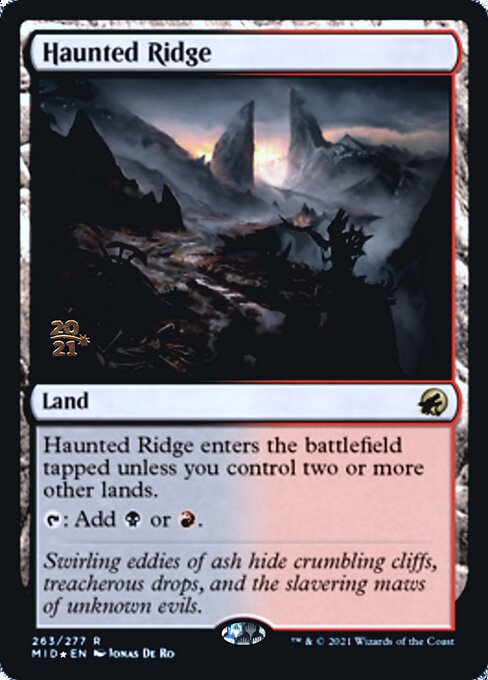 Haunted Ridge
20
21
Land
Haunted Ridge enters the battlefield
tapped unless you control two or more
other lands.
: Add or .
Swirling eddies of ash hide crumbling cliffs,
treacherous drops, and the slavering maws
of unknown evils.
263/277 R
MID★EN Jonas De Ro
™ & © 2021 Wizards of the Coast